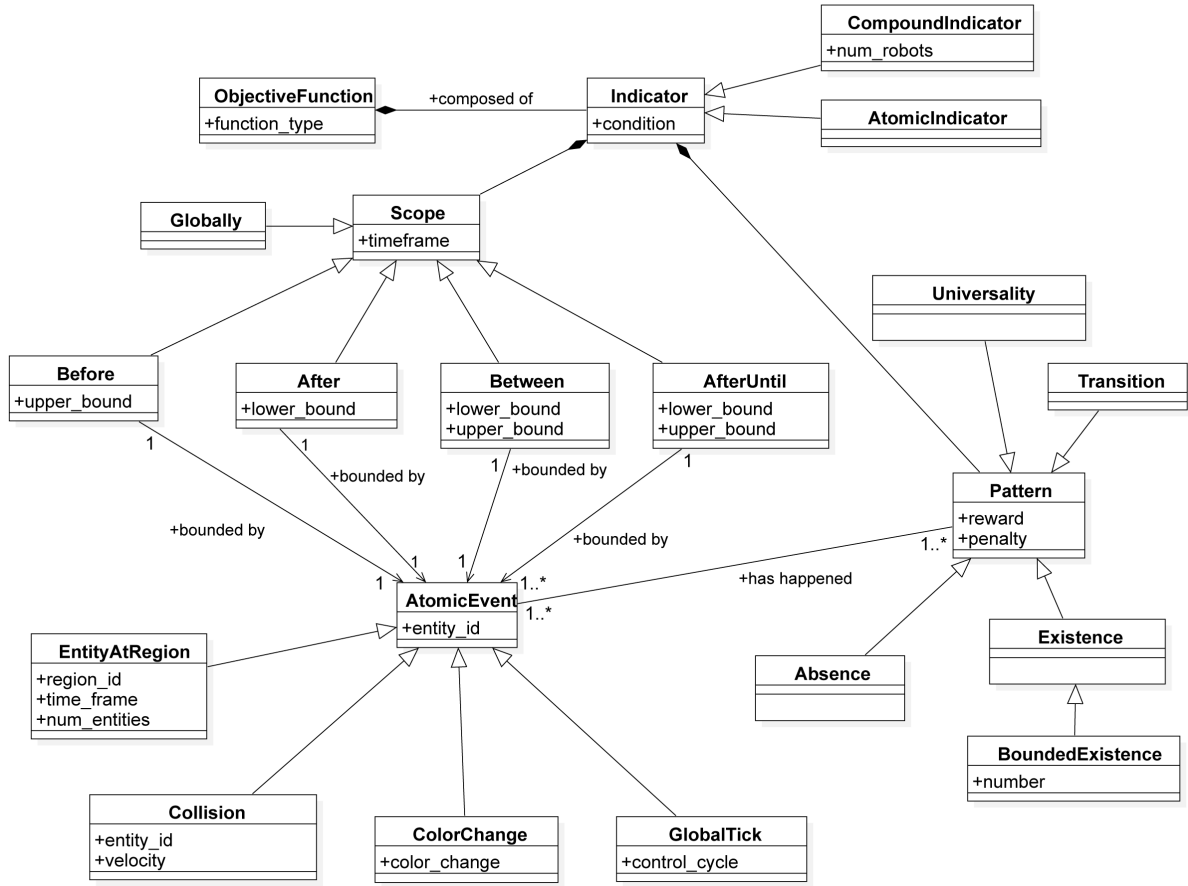 CompoundIndicator
+num_robots
ObjectiveFunction
+function_type
+composed of
Indicator
+condition
AtomicIndicator
Globally
Scope
+timeframe
Universality
Transition
Before
+upper_bound
After
+lower_bound
Between
+lower_bound
+upper_bound
AfterUntil
+lower_bound
+upper_bound
1
1
1
1
+bounded by
+bounded by
+bounded by
+bounded by
Pattern
+reward
+penalty
1..*
+has happened
1
1
1
1..*
1..*
AtomicEvent
+entity_id
EntityAtRegion
+region_id
+time_frame
+num_entities
Absence
Existence
BoundedExistence
+number
Collision
+entity_id
+velocity
ColorChange
+color_change
GlobalTick
+control_cycle